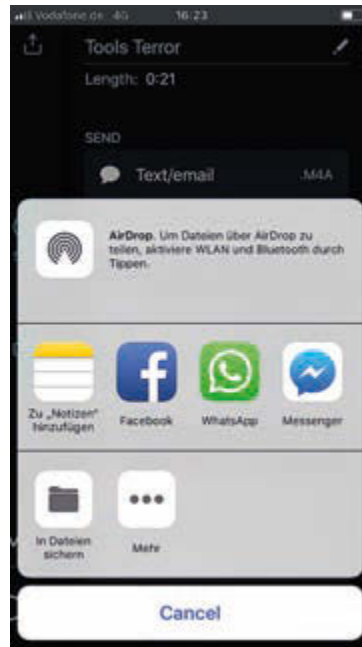 Vodafone.de 4G 16:23
Tools Terror
Length: 0:21
SEND
Text/email .M4A
AirDrop. Um Dateien über AirDrop zu
teilen, aktiviere WLAN und Bluetooth durch
Tippen.
Zu „Notizen“
hinzufügen
Facebook
WhatsApp
Messenger
In Dateien
sichern
Mehr
Cancel